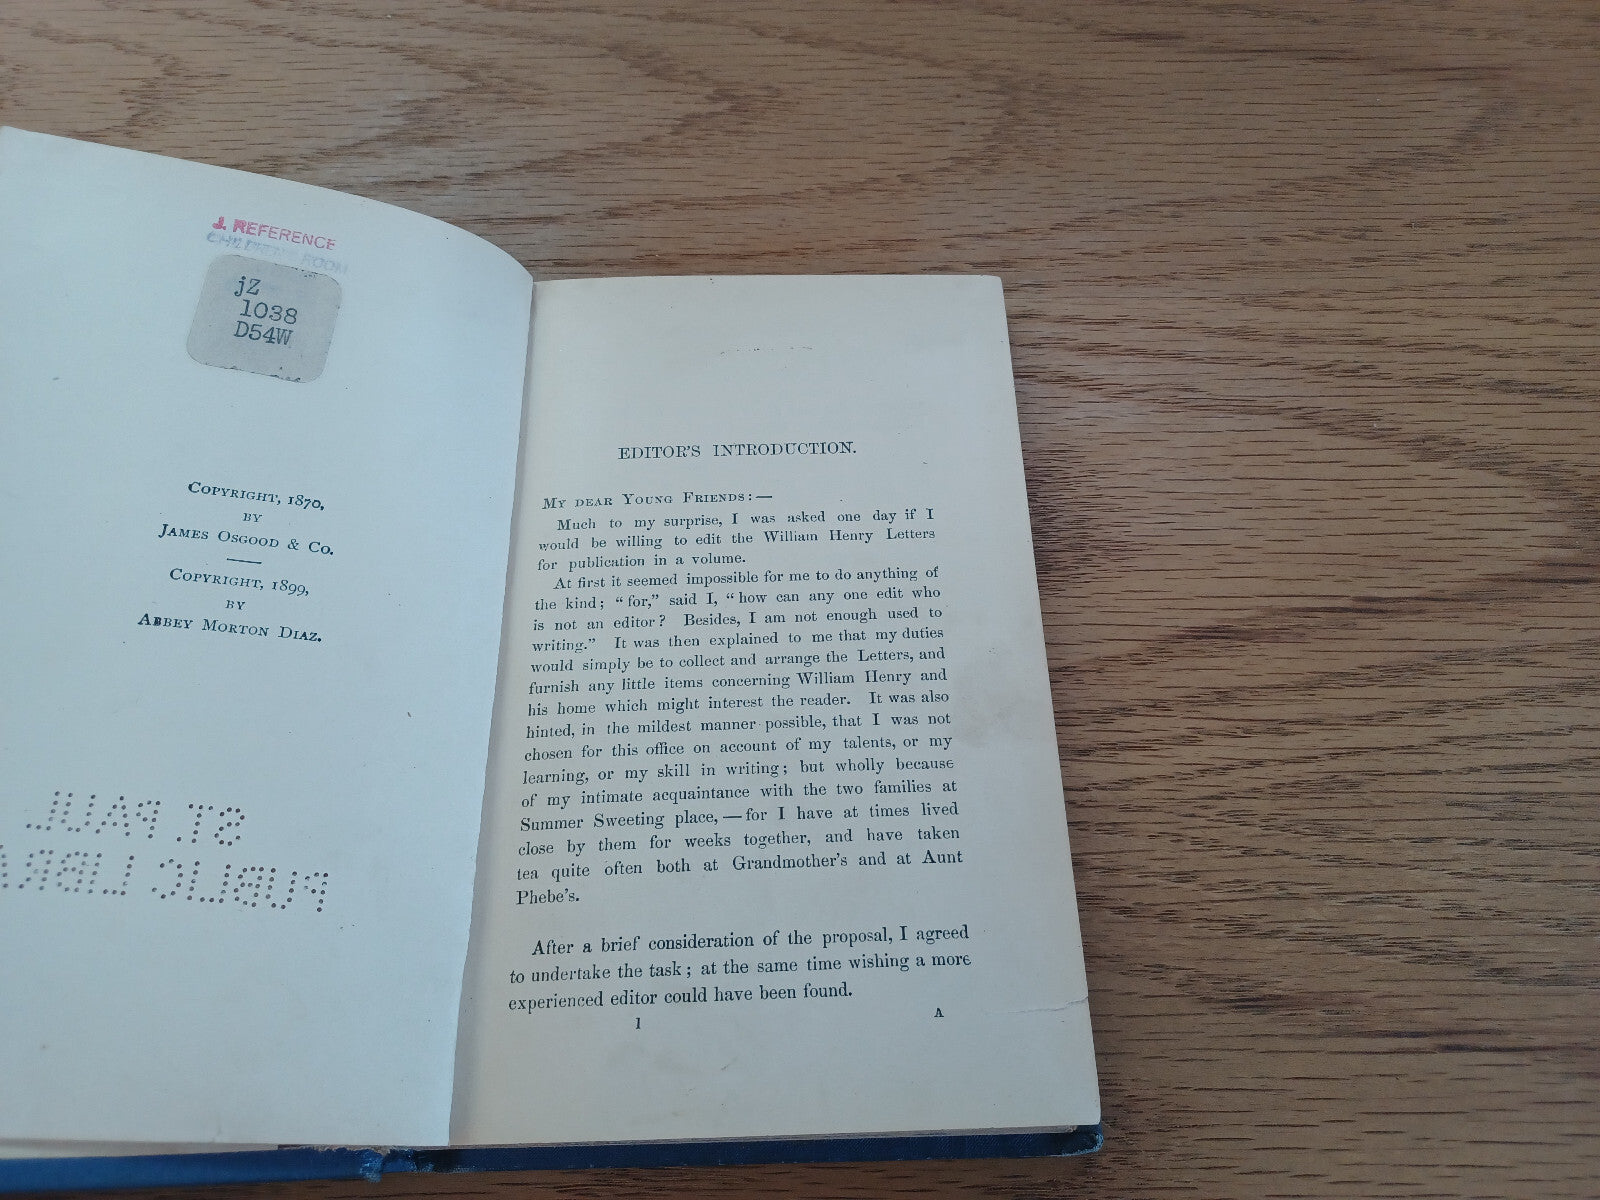 J REFERENCE
CHILDREN'S ROOM
jZ
1038
D54W
COPYRIGHT, 1870,
BY
JAMES OSGOOD & CO.
COPYRIGHT, 1899,
BY
ABBEY MORTON DIAZ.
ST. PAUL
PUBLIC
EDITOR'S INTRODUCTION.
MY DEAR YOUNG FRIENDS:—
Much to my surprise, I was asked one day if I
would be willing to edit the William Henry Letters
for publication in a volume.
At first it seemed impossible for me to do anything of
the kind; "for," said I, "how can any one edit who
is not an editor? Besides, I am not enough used to
writing." It was then explained to me that my duties
would simply be to collect and arrange the Letters, and
furnish any little items concerning William Henry and
his home which might interest the reader. It was also
hinted, in the mildest manner possible, that I was not
chosen for this office on account of my talents, or my
learning, or my skill in writing; but wholly because
of my intimate acquaintance with the two families at
Summer Sweeting place,—for I have at times lived
close by them for weeks together, and have taken
tea quite often both at Grandmother's and at Aunt
Phebe's.
After a brief consideration of the proposal, I agreed
to undertake the task; at the same time wishing a more
experienced editor could have been found.
1 A